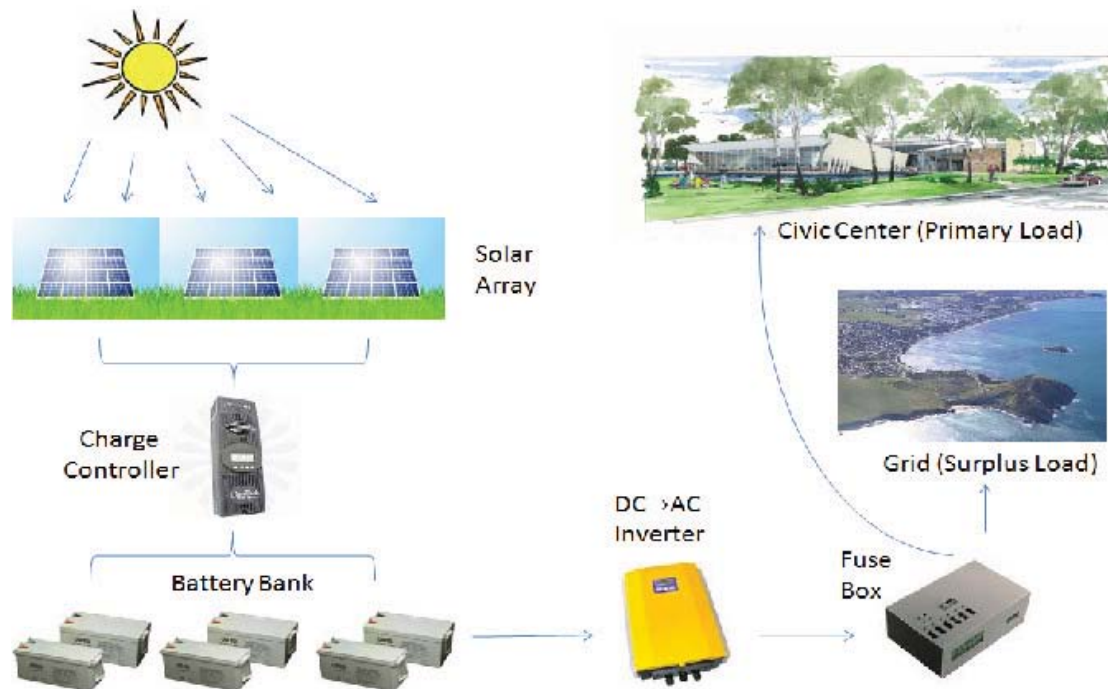 Solar
Array
Charge
Controller
Battery Bank
DC →AC
Inverter
Fuse
Box
Civic Center (Primary Load)
Grid (Surplus Load)